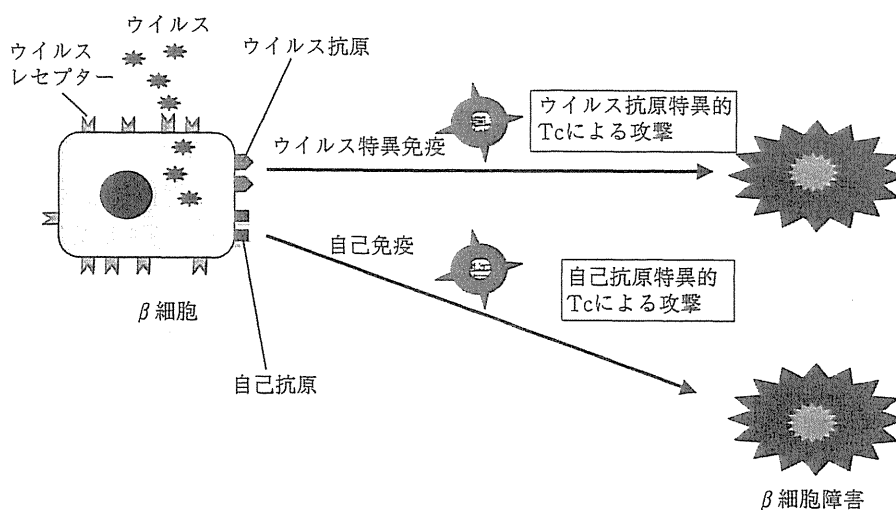 ウイルス
ウイルス
レセプター
ウイルス抗原
ウイルス特異免疫
ウイルス抗原特異的
Tcによる攻撃
自己免疫
自己抗原特異的
Tcによる攻撃
β細胞
自己抗原
β細胞障害